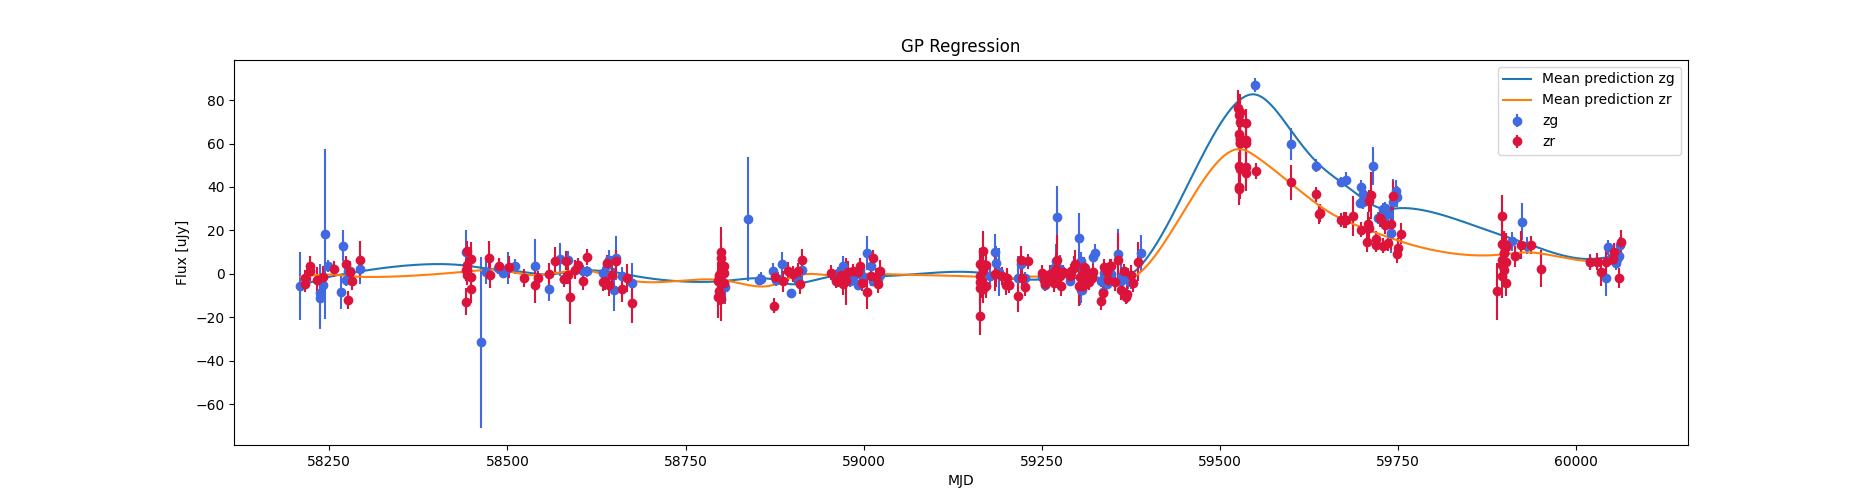 GP Regression
Flux [uJy]
80
60
40
20
0
−20
−40
−60
58250
58500
58750
59000
59250
59500
59750
60000
MJD
Mean prediction zg
Mean prediction zr
zg
zr